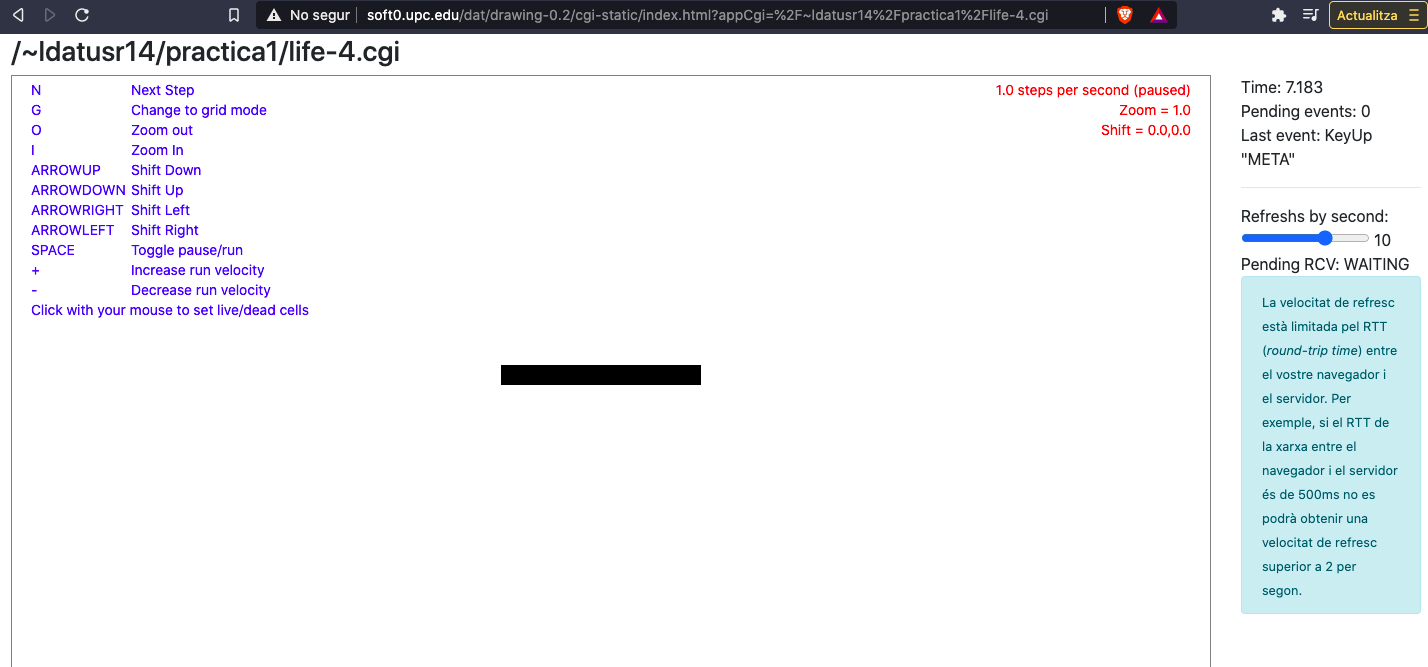 No segur
soft0.upc.edu/dat/drawing-0.2/cgi-static/index.html?appCgi=%2F~ldatusr14%2Fpractica1%2Flife-4.cgi
Actualitza
/~ldatusr14/practica1/life-4.cgi
N Next Step
G Change to grid mode
O Zoom out
I Zoom In
ARROWUP Shift Down
ARROWDOWN Shift Up
ARROWRIGHT Shift Left
ARROWLEFT Shift Right
SPACE Toggle pause/run
+ Increase run velocity
- Decrease run velocity
Click with your mouse to set live/dead cells
1.0 steps per second (paused)
Zoom = 1.0
Shift = 0.0,0.0
Time: 7.183
Pending events: 0
Last event: KeyUp
"META"
Refreshs by second:
10
Pending RCV: WAITING
La velocitat de refresc
està limitada pel RTT
(round-trip time) entre
el vostre navegador i
el servidor. Per
exemple, si el RTT de
la xarxa entre el
navegador i el servidor
és de 500ms no es
podrà obtenir una
velocitat de refresc
superior a 2 per
segon.